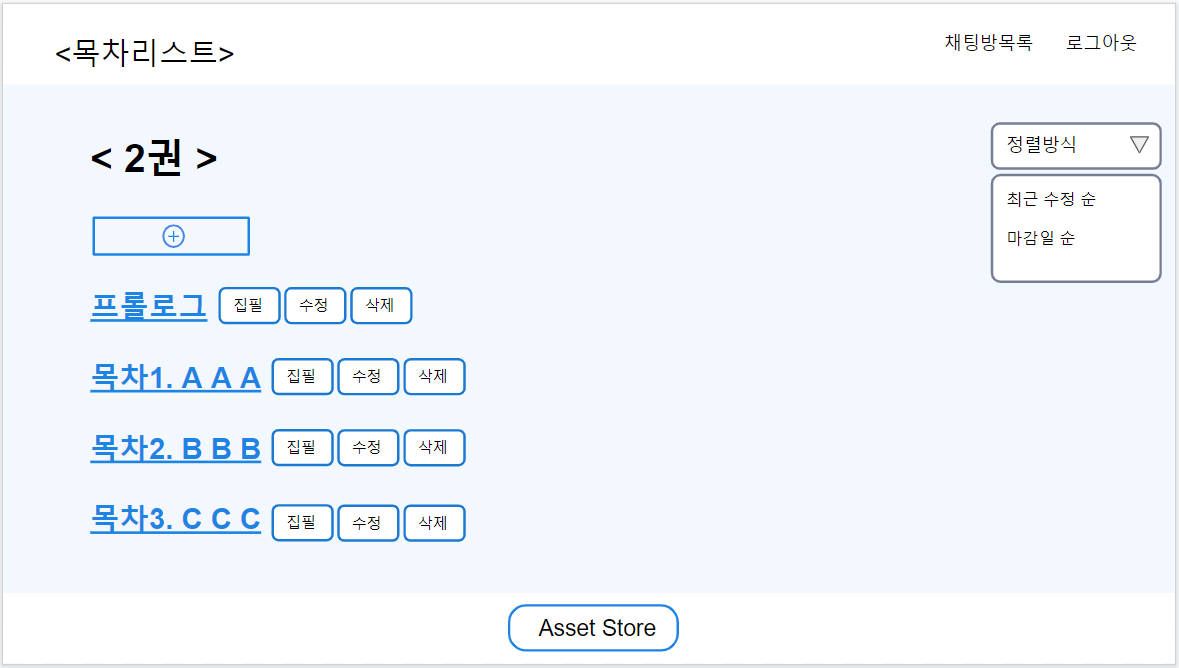 <목차리스트>
채팅방목록 로그아웃
< 2권 >
정렬방식
최근 수정 순
마감일 순
프롤로그 집필 수정 삭제
목차1. A A A 집필 수정 삭제
목차2. B B B 집필 수정 삭제
목차3. C C C 집필 수정 삭제
Asset Store